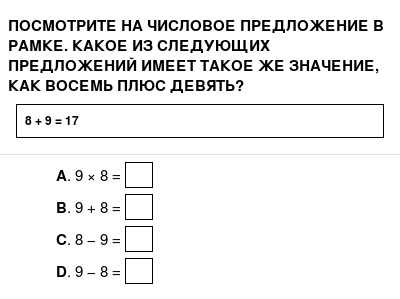 ПОСМОТРИТЕ НА ЧИСЛОВОЕ ПРЕДЛОЖЕНИЕ В
РАМКЕ. КАКОЕ ИЗ СЛЕДУЮЩИХ
ПРЕДЛОЖЕНИЙ ИМЕЕТ ТАКОЕ ЖЕ ЗНАЧЕНИЕ,
КАК ВОСЕМЬ ПЛЮС ДЕВЯТЬ?
8 + 9 = 17
A. 9 × 8 =
B. 9 + 8 =
C. 8 – 9 =
D. 9 – 8 =